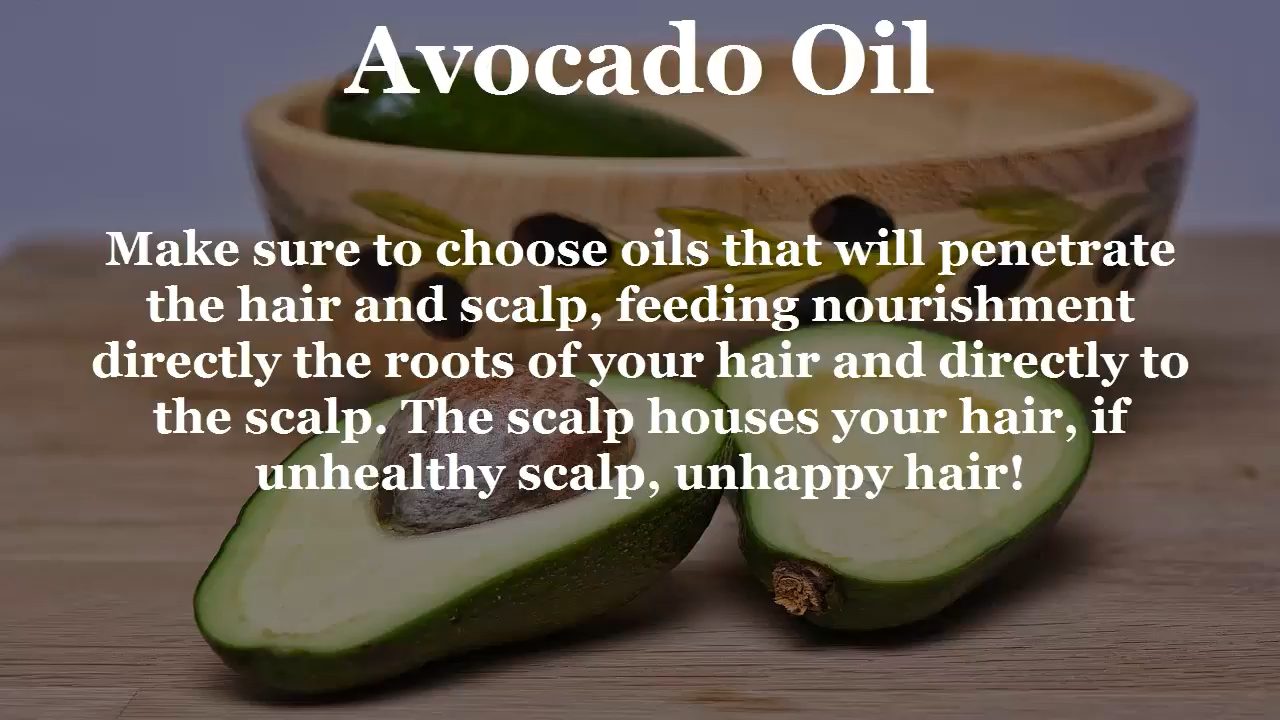 Avocado Oil
Make sure to choose oils that will penetrate
the hair and scalp, feeding nourishment
directly the roots of your hair and directly to
the scalp. The scalp houses your hair, if
unhealthy scalp, unhappy hair!